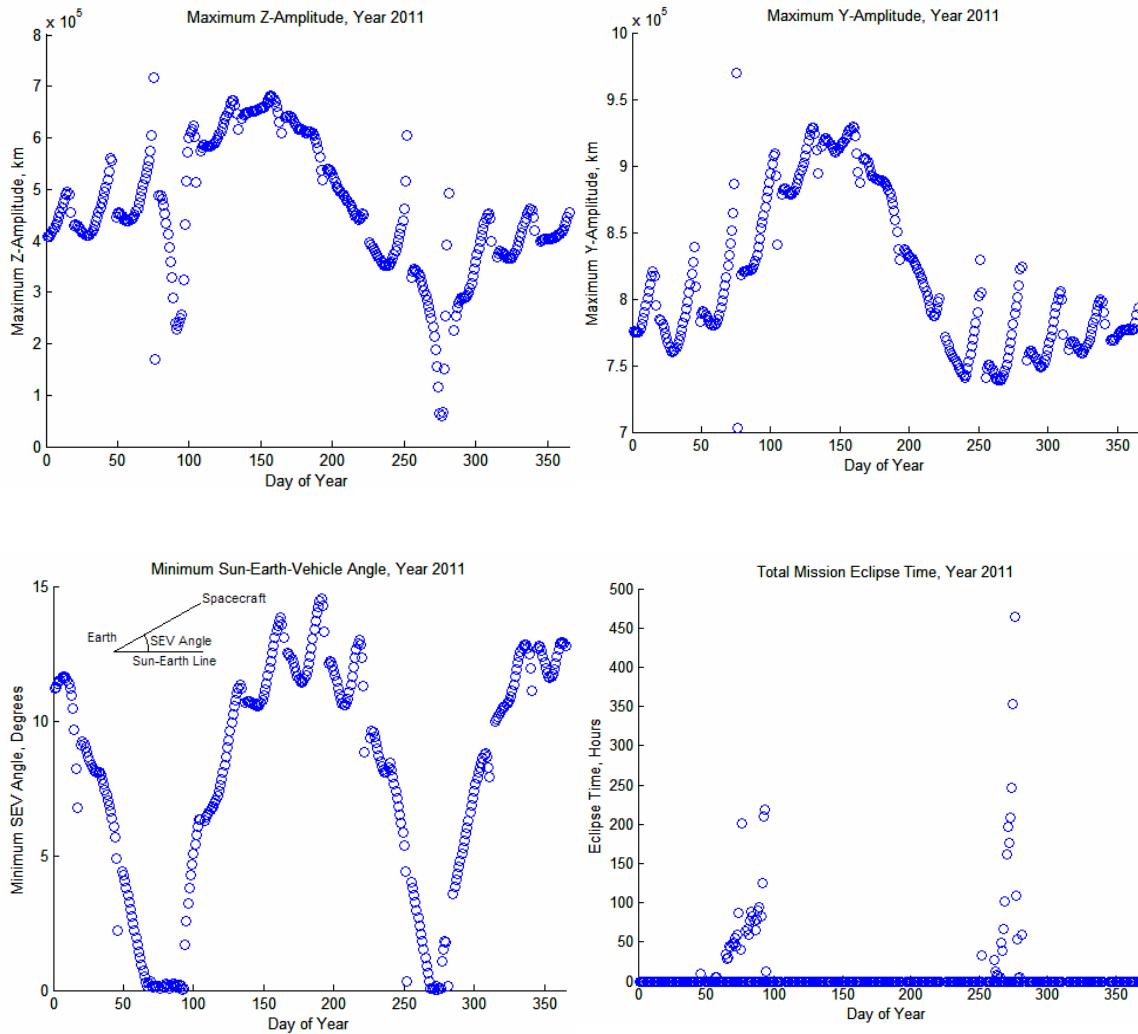 Maximum Z-Amplitude, Year 2011
x 10^5
8
7
6
5
4
3
2
1
0
0 50 100 150 200 250 300 350
Maximum Z-Amplitude, km
Day of Year
Maximum Y-Amplitude, Year 2011
x 10^5
10
9.5
9
8.5
8
7.5
7
0 50 100 150 200 250 300 350
Maximum Y-Amplitude, km
Day of Year
Minimum Sun-Earth-Vehicle Angle, Year 2011
15
10
5
0
Spacecraft
Earth
SEV Angle
Sun-Earth Line
0 50 100 150 200 250 300 350
Minimum SEV Angle, Degrees
Day of Year
Total Mission Eclipse Time, Year 2011
500
450
400
350
300
250
200
150
100
50
0
0 50 100 150 200 250 300 350
Eclipse Time, Hours
Day of Year